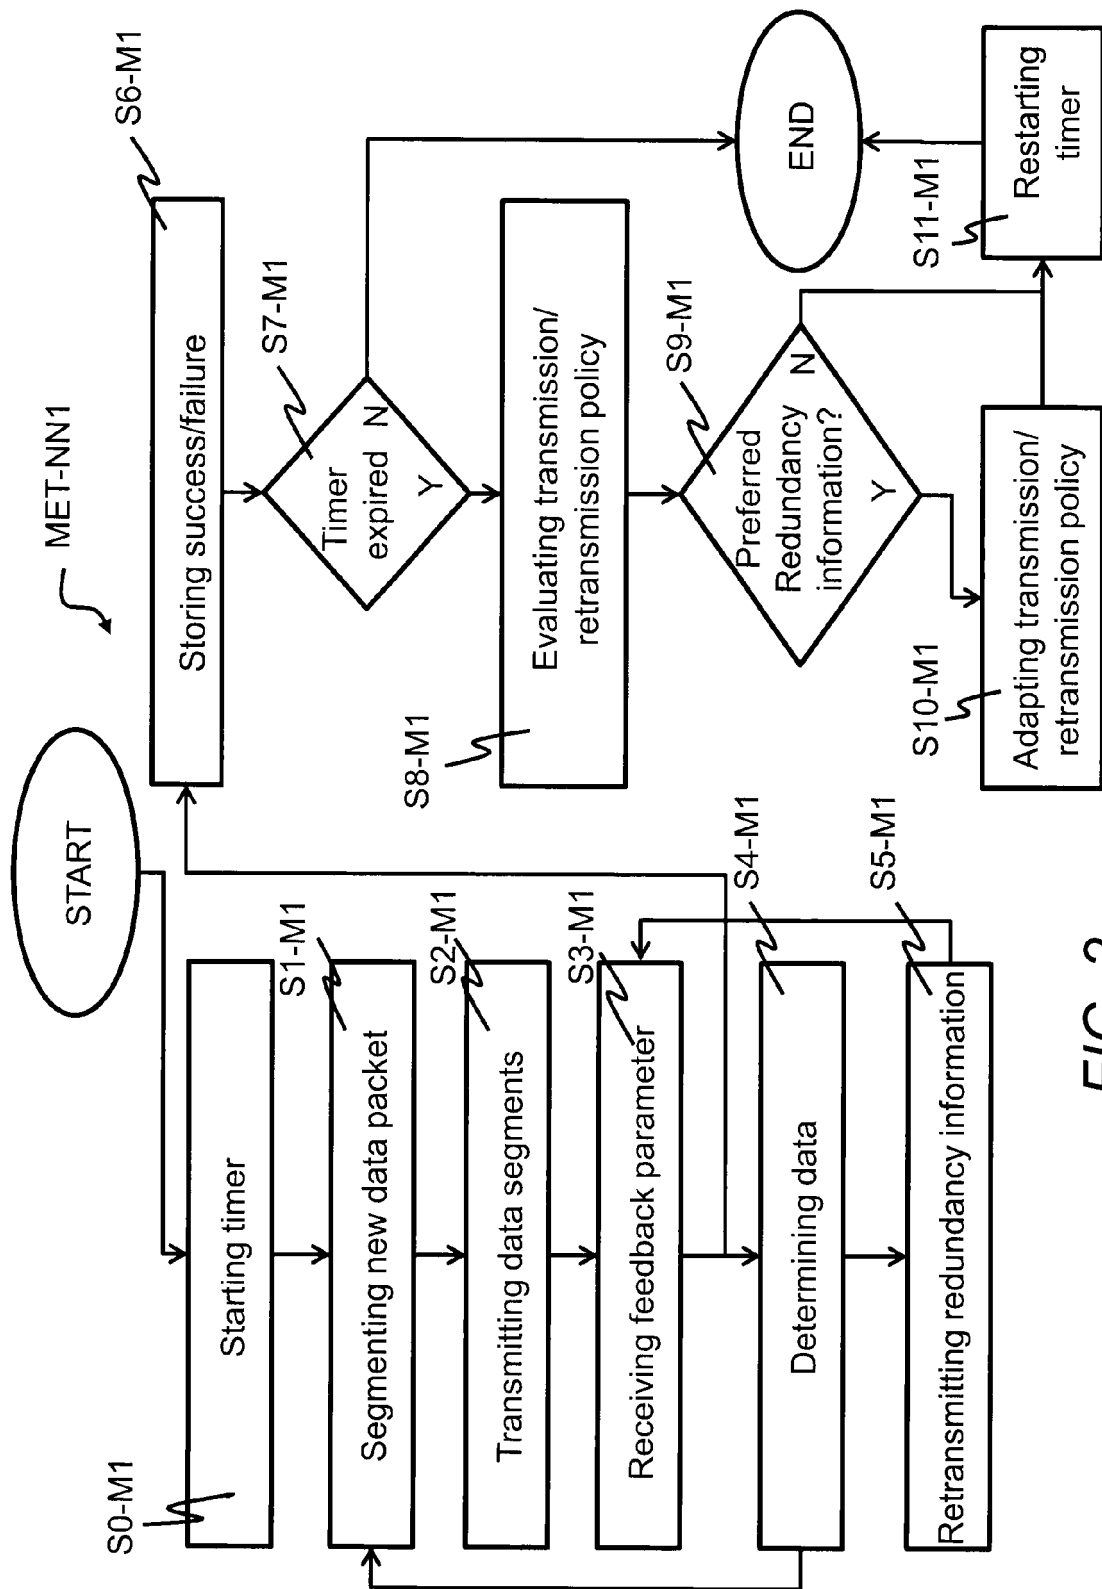 MET-NN1
START
S0-M1
Starting timer
S1-M1
Segmenting new data packet
S2-M1
Transmitting data segments
S3-M1
Receiving feedback parameter
S4-M1
Determining data
S5-M1
Retransmitting redundancy information
S6-M1
Storing success/failure
S7-M1
Timer
expired
N
Y
S8-M1
Evaluating transmission/
retransmission policy
S9-M1
Preferred
Redundancy
information?
N
Y
S10-M1
Adapting transmission/
retransmission policy
S11-M1
Restarting
timer
END